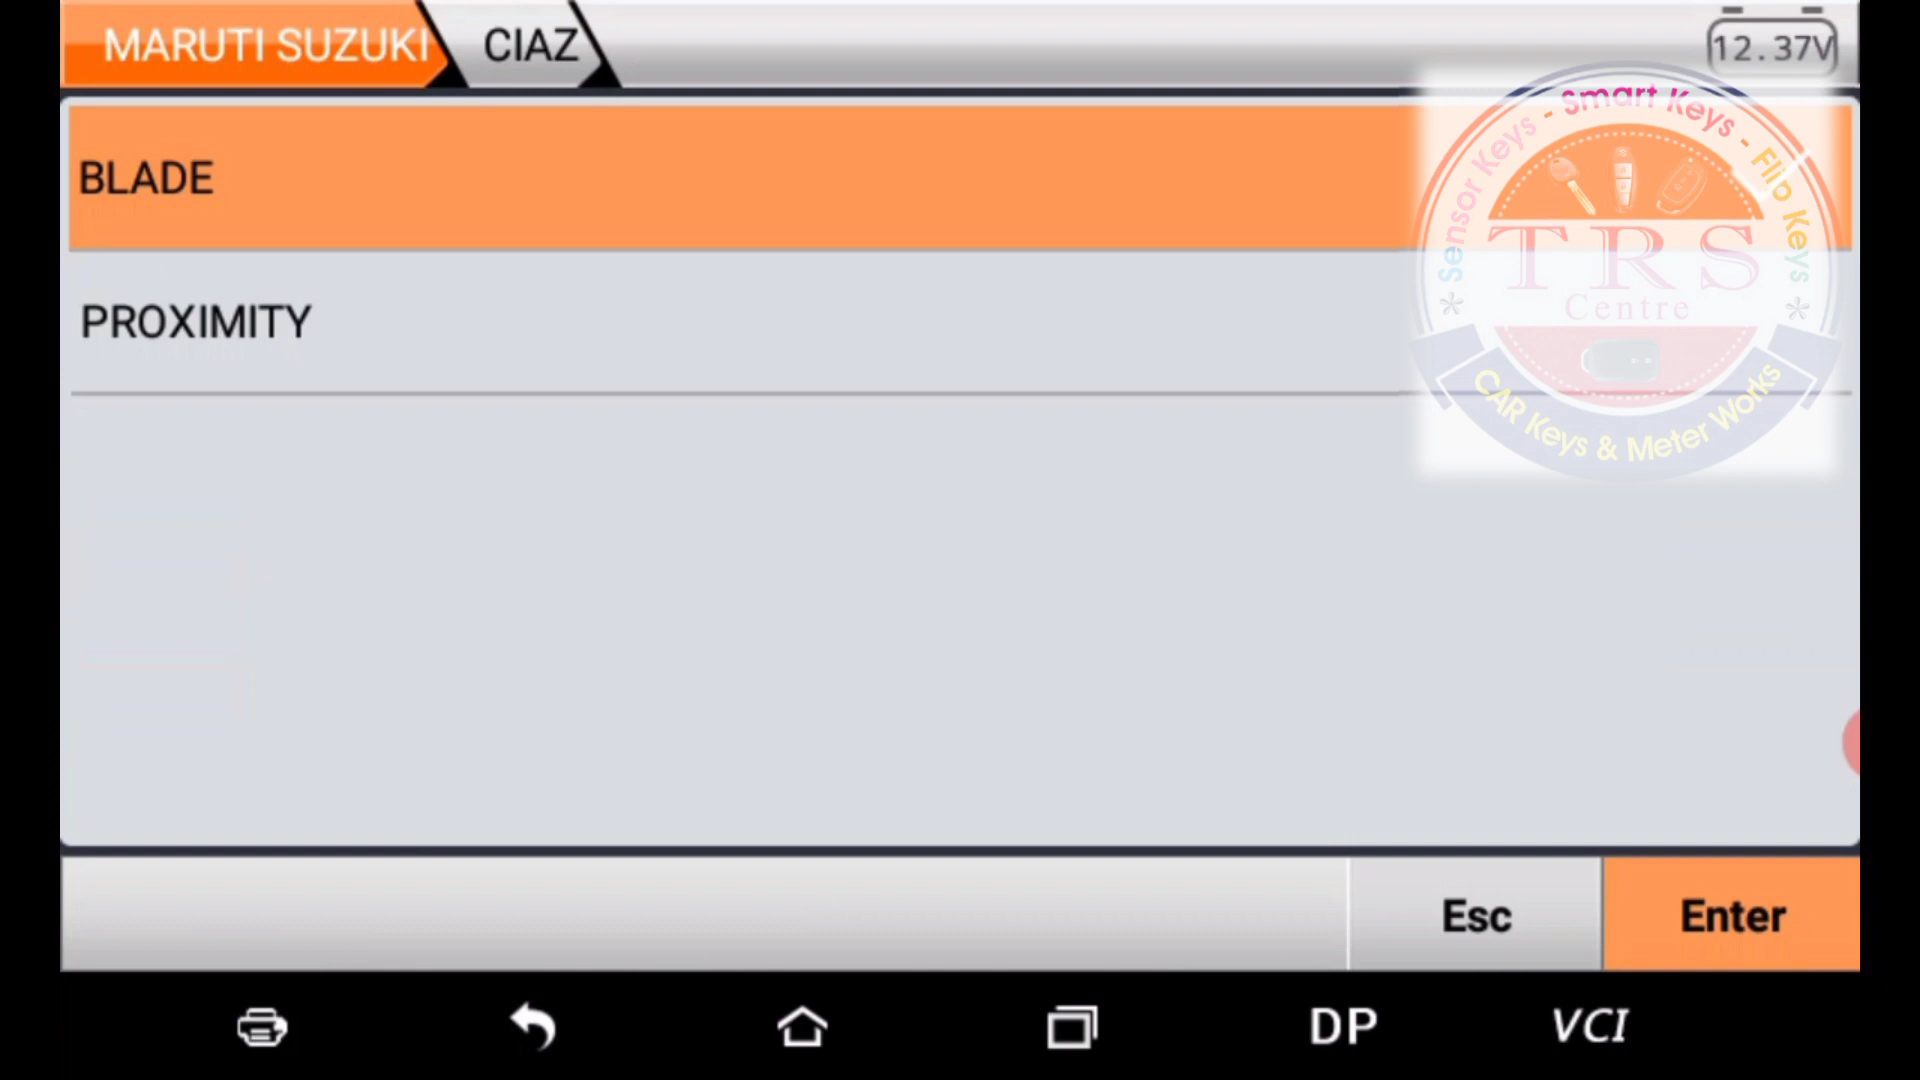 MARUTI SUZUKI
CIAZ
12.37V
BLADE
PROXIMITY
Sensor Keys - Smart Keys - Flip Keys
TRS
Centre
CAR Keys & Meter Works
Esc
Enter
DP
VCI